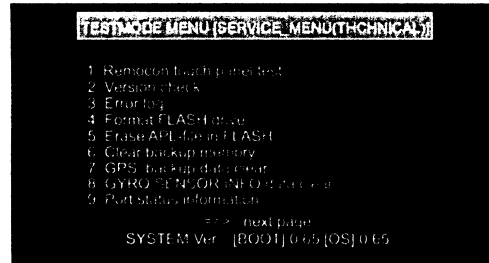 TESTMODE MENU [SERVICE_MENU(THCHNICAL)]
1 Remocon touch panel test
2 Version check
3 Error log
4 Format FLASH drive
5 Erase APL-file in FLASH
6 Clear backup memory
7 GPS backup data clear
8 GYRO SENSOR INFO data clear
9 Port status information
==> next page
SYSTEM Ver [BOOT] 0.65 [OS] 0.65